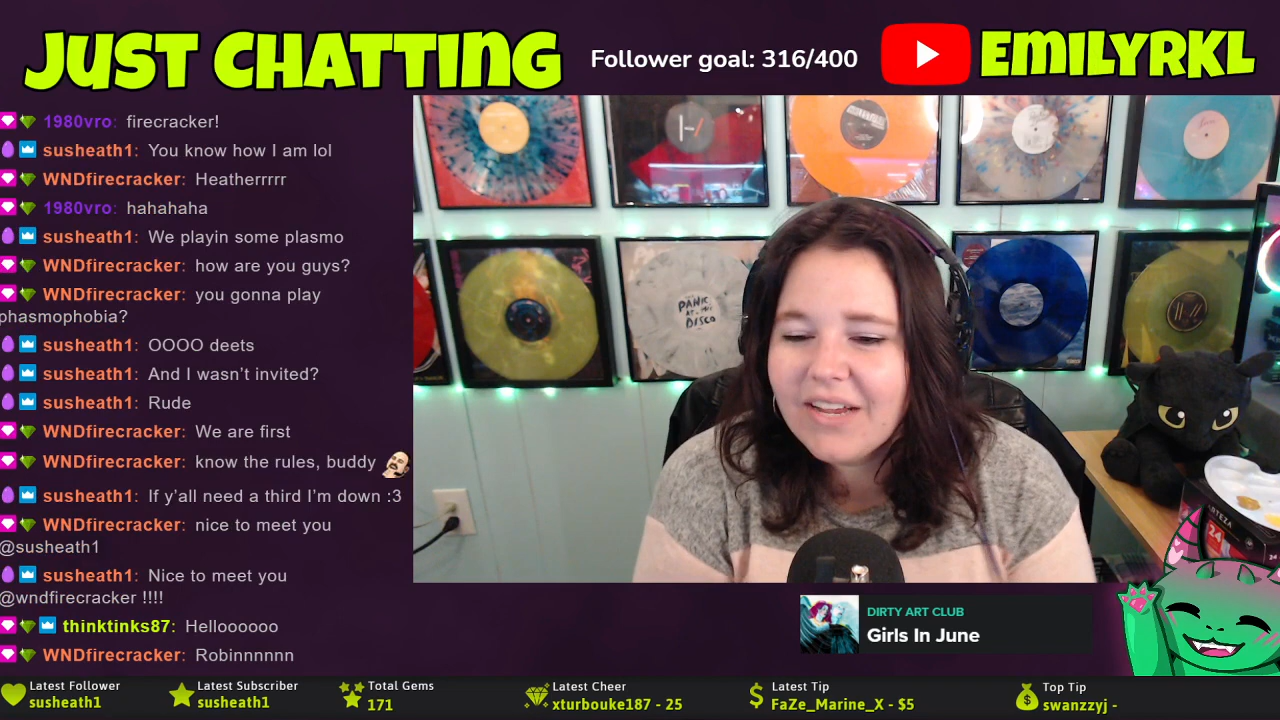 JUST CHATTING
Follower goal: 316/400
EMILYRKL
1980vro: firecracker!
susheath1: You know how I am lol
WNDfirecracker: Heatherrrrr
1980vro: hahahaha
susheath1: We playin some plasmo
WNDfirecracker: how are you guys?
WNDfirecracker: you gonna play
phasmophobia?
susheath1: OOOO deets
susheath1: And I wasn't invited?
susheath1: Rude
WNDfirecracker: We are first
WNDfirecracker: know the rules, buddy
susheath1: If y'all need a third I'm down :3
WNDfirecracker: nice to meet you
@susheath1
susheath1: Nice to meet you
@wndfirecracker !!!!
thinktinks87: Helloooooo
WNDfirecracker: Robinnnnnn
PANIC
AT THE
DISCO
DIRTY ART CLUB
Girls In June
Latest Follower
susheath1
Latest Subscriber
susheath1
Total Gems
171
Latest Cheer
xturbouke187 - 25
Latest Tip
FaZe_Marine_X - $5
Top Tip
swanzzyj -